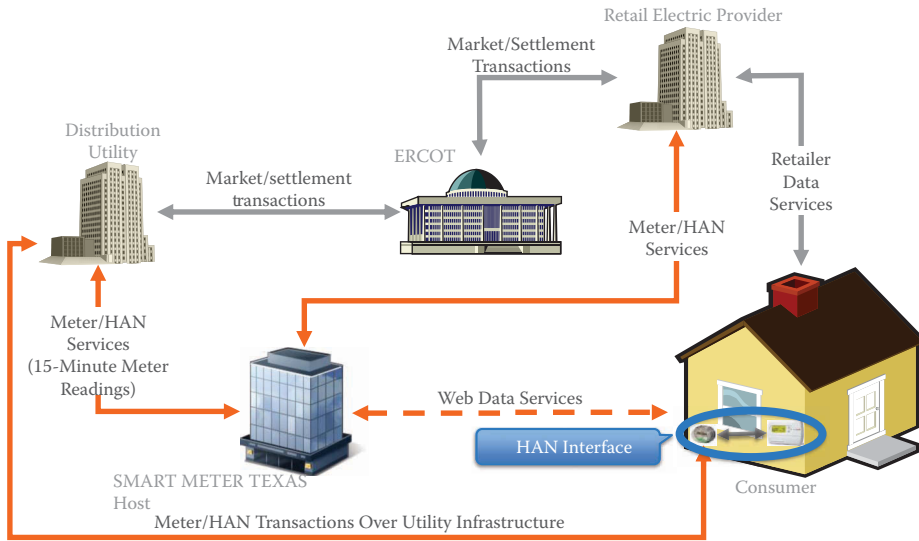 Retail Electric Provider
Market/Settlement
Transactions
Distribution
Utility
ERCOT
Market/settlement
transactions
Retailer
Data
Services
Meter/HAN
Services
Meter/HAN
Services
(15-Minute Meter
Readings)
Web Data Services
HAN Interface
SMART METER TEXAS
Host
Consumer
Meter/HAN Transactions Over Utility Infrastructure